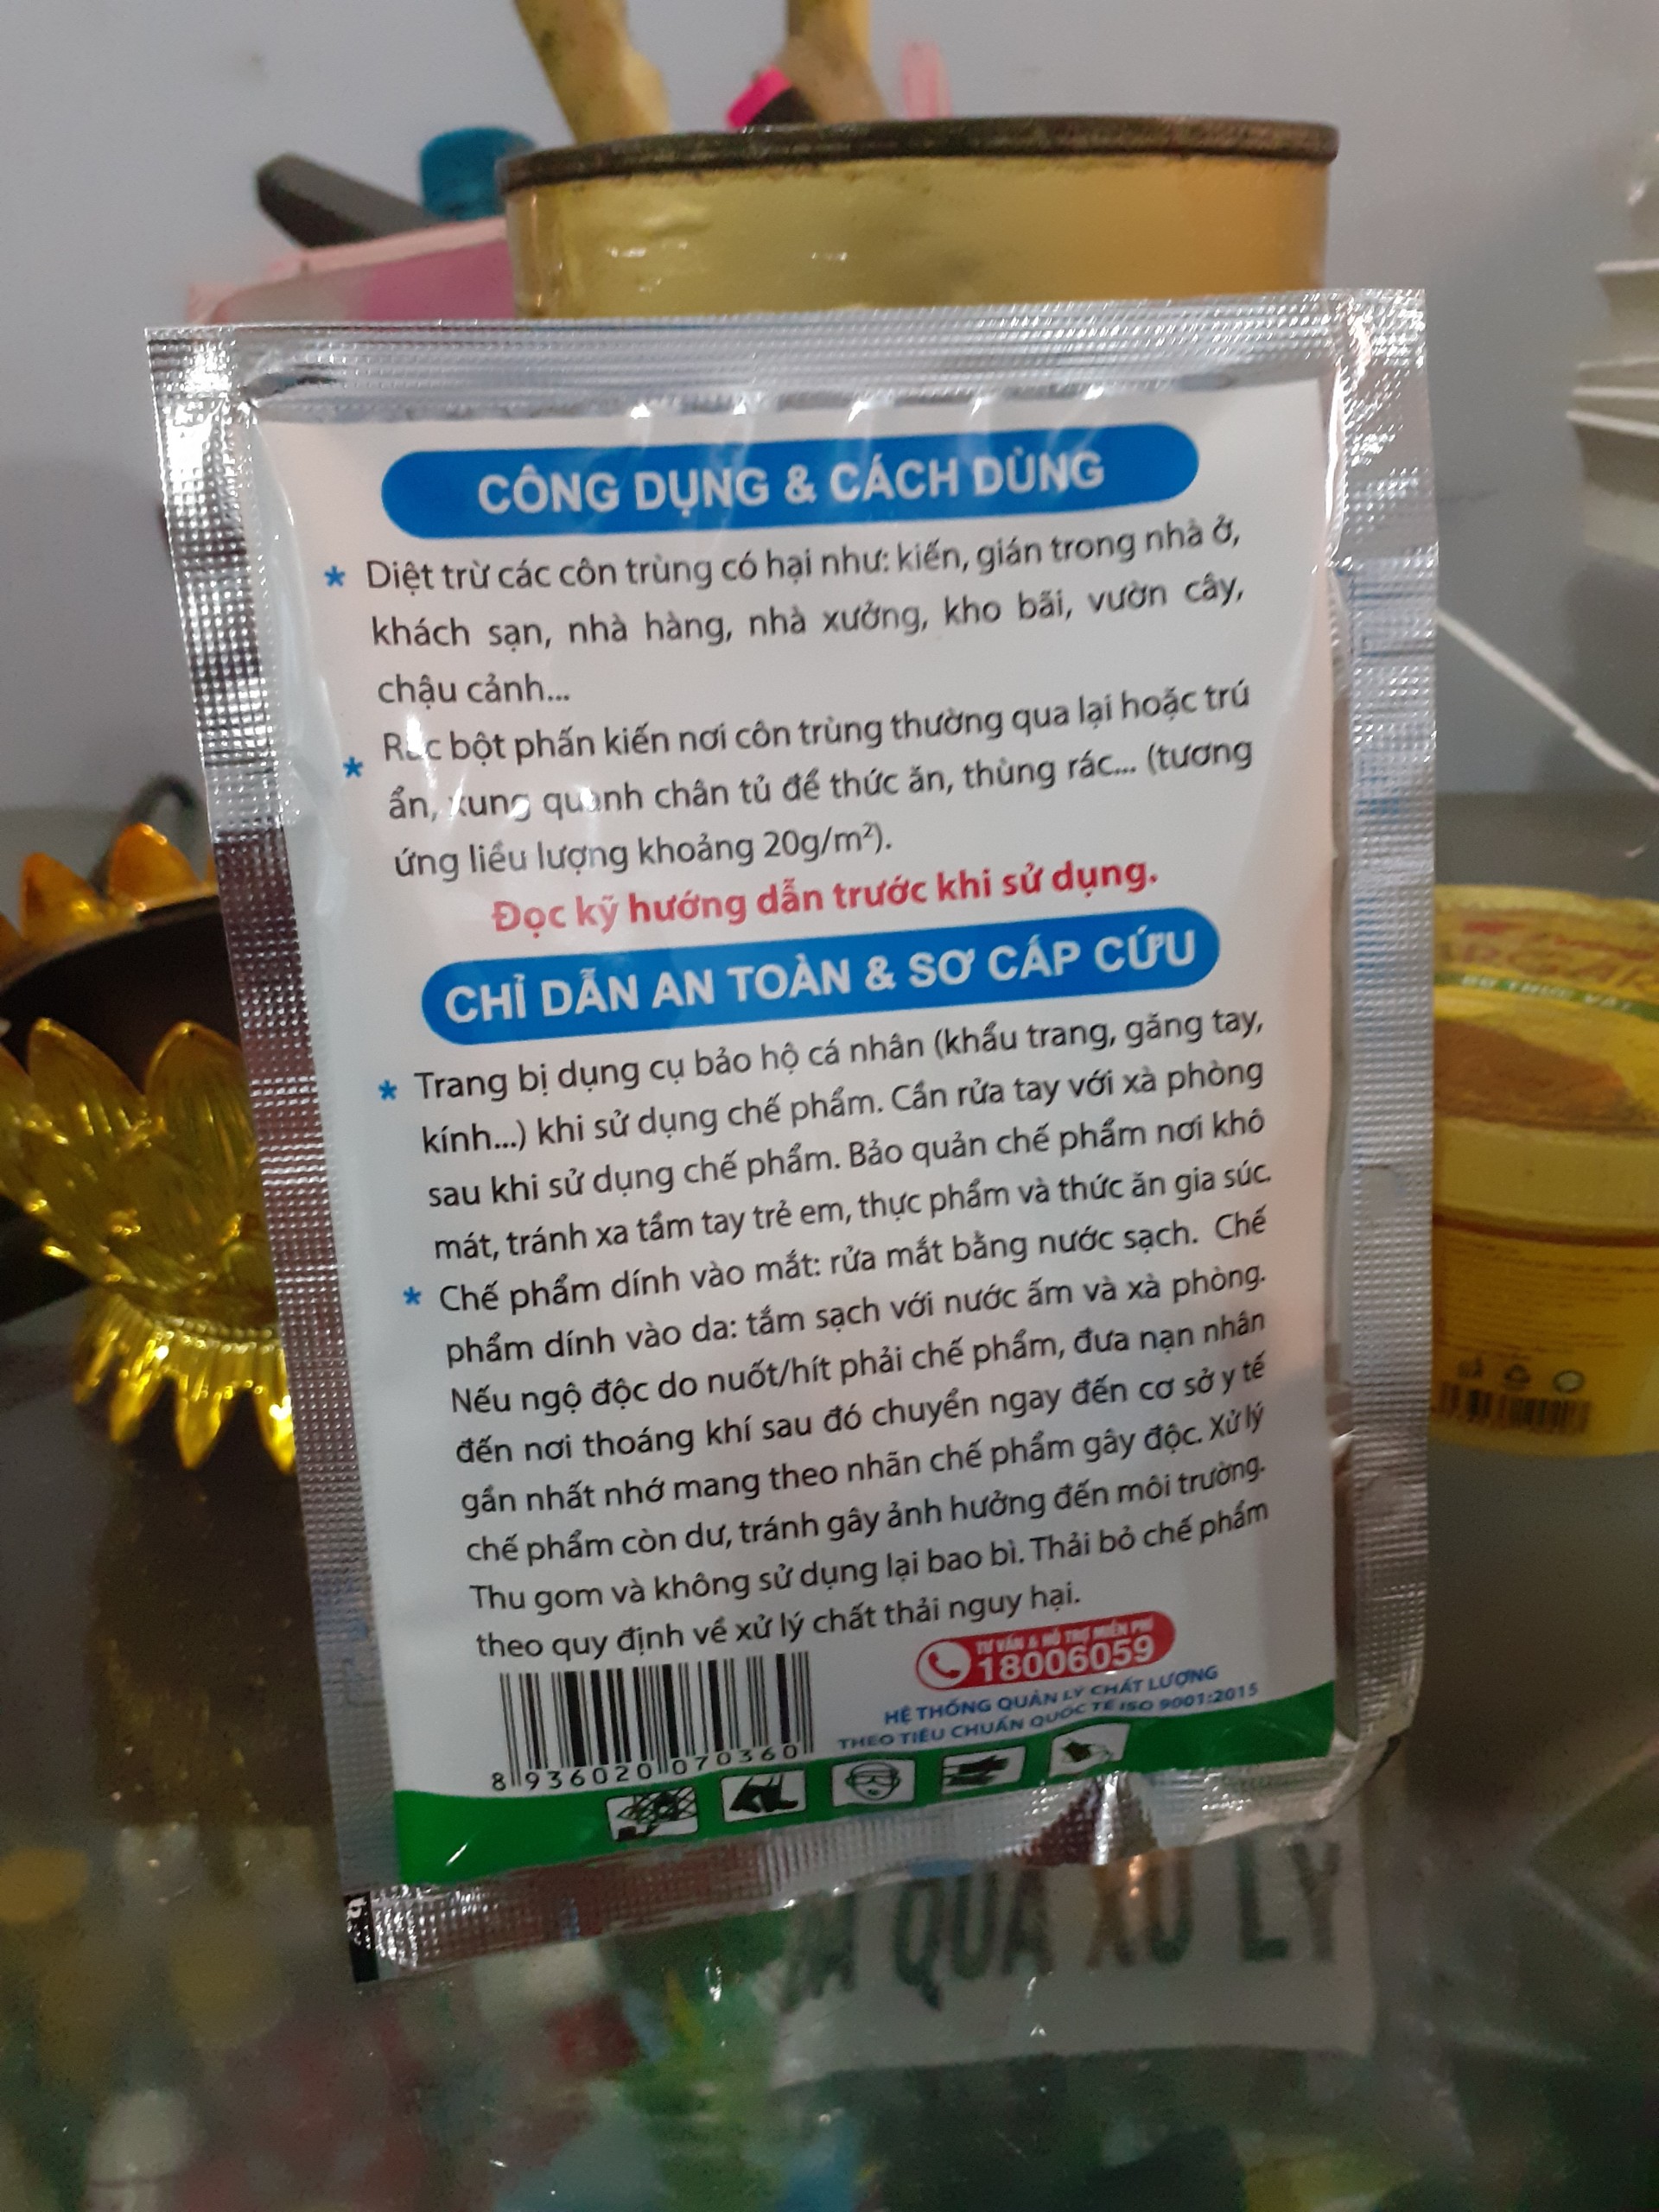 CÔNG DỤNG & CÁCH DÙNG
* Diệt trừ các côn trùng có hại như: kiến, gián trong nhà ở,
khách sạn, nhà hàng, nhà xưởng, kho bãi, vườn cây,
chậu cảnh...
* Rắc bột phấn kiến nơi côn trùng thường qua lại hoặc trú
ẩn, xung quanh chân tủ để thức ăn, thùng rác... (tương
ứng liều lượng khoảng 20g/m²).
Đọc kỹ hướng dẫn trước khi sử dụng.
CHỈ DẪN AN TOÀN & SƠ CẤP CỨU
* Trang bị dụng cụ bảo hộ cá nhân (khẩu trang, găng tay,
kính...) khi sử dụng chế phẩm. Cần rửa tay với xà phòng
sau khi sử dụng chế phẩm. Bảo quản chế phẩm nơi khô
mát, tránh xa tầm tay trẻ em, thực phẩm và thức ăn gia súc.
* Chế phẩm dính vào mắt: rửa mắt bằng nước sạch. Chế
phẩm dính vào da: tắm sạch với nước ấm và xà phòng.
Nếu ngộ độc do nuốt/hít phải chế phẩm, đưa nạn nhân
đến nơi thoáng khí sau đó chuyển ngay đến cơ sở y tế
gần nhất nhớ mang theo nhãn chế phẩm gây độc. Xử lý
chế phẩm còn dư, tránh gây ảnh hưởng đến môi trường.
Thu gom và không sử dụng lại bao bì. Thải bỏ chế phẩm
theo quy định về xử lý chất thải nguy hại.
TƯ VẤN & HỖ TRỢ MIỄN PHÍ
18006059
HỆ THỐNG QUẢN LÝ CHẤT LƯỢNG
THEO TIÊU CHUẨN QUỐC TẾ ISO 9001:2015
8 936020 070360
QUA XỬ LÝ
BƠ THỰC VẬT